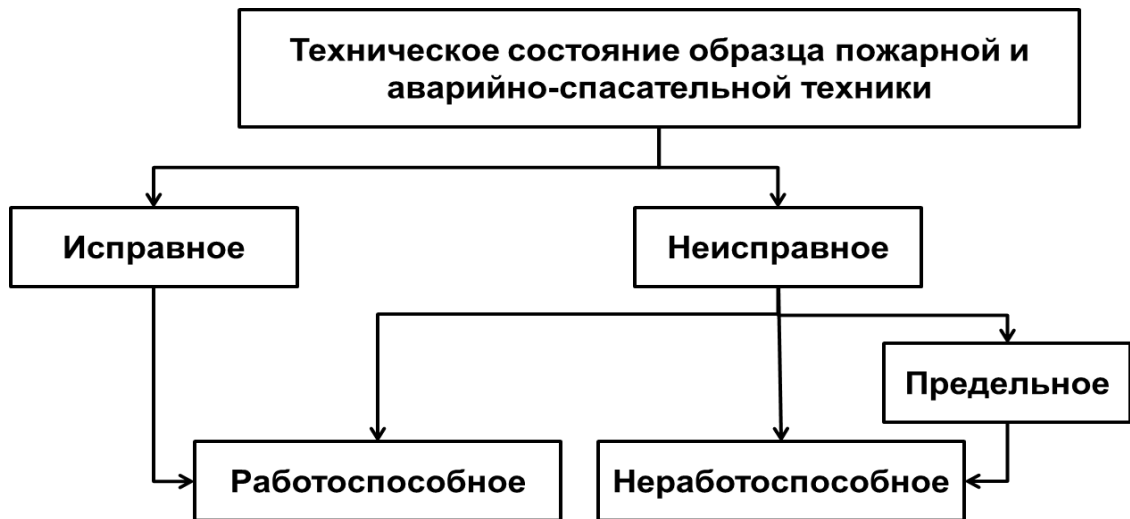 Техническое состояние образца пожарной и
аварийно-спасательной техники
Исправное
Неисправное
Предельное
Работоспособное
Неработоспособное